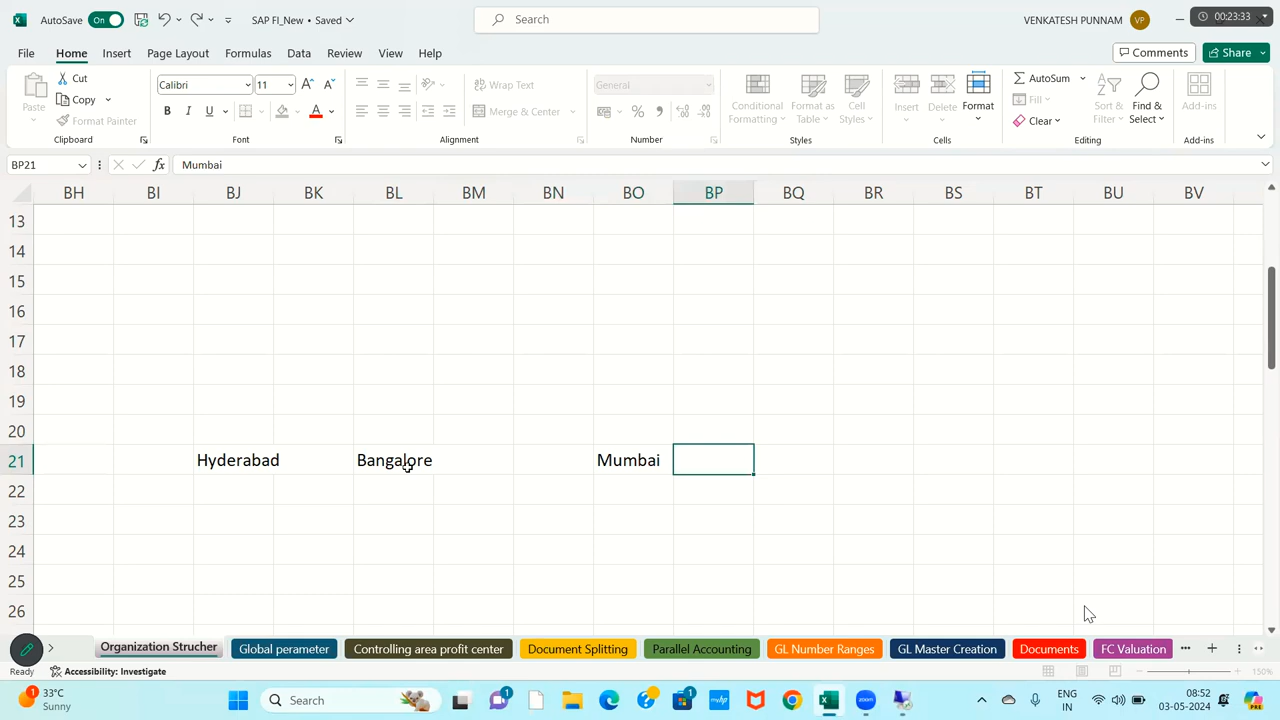 AutoSave On SAP FI_New • Saved Search VENKATESH PUNNAM VP 00:23:33
File Home Insert Page Layout Formulas Data Review View Help Comments Share
Paste Cut Copy Format Painter Clipboard
Calibri 11 B I U Font
Wrap Text Merge & Center Alignment
General % Number
Conditional Formatting Format as Table Cell Styles Styles
Insert Delete Format Cells
AutoSum Fill Clear Sort & Filter Find & Select Editing
Add-ins Add-ins
BP21 fx Mumbai
BH BI BJ BK BL BM BN BO BP BQ BR BS BT BU BV
13
14
15
16
17
18
19
20
21 Hyderabad Bangalore Mumbai
22
23
24
25
26
Organization Strucher Global perameter Controlling area profit center Document Splitting Parallel Accounting GL Number Ranges GL Master Creation Documents FC Valuation
Ready Accessibility: Investigate 150%
1 33°C Sunny Search 1 1 ENG IN 08:52 03-05-2024